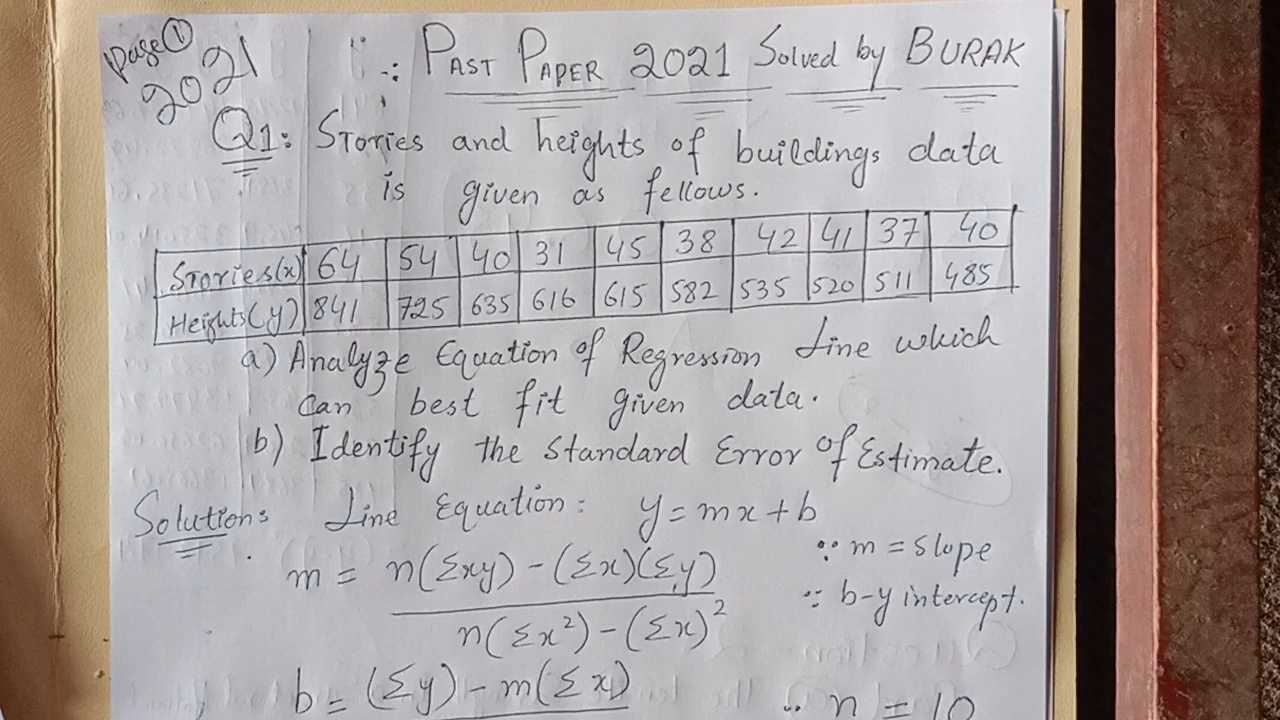 Page ①
2021
∴ PAST PAPER 2021 Solved by BURAK
Q1: Stories and heights of buildings data
is given as fellows.
Stories(x) 64 54 40 31 45 38 42 41 37 40
Heights(y) 841 725 635 616 615 582 535 520 511 485
a) Analyze Equation of Regression Line which
can best fit given data.
b) Identify the Standard Error of Estimate.
Solution: Line Equation: y = mx + b
∵ m = slope
m = n(Σxy) - (Σx)(Σy)
∵ b-y intercept.
n(Σx²) - (Σx)²
b = (Σy) - m(Σx)
∵ n = 10